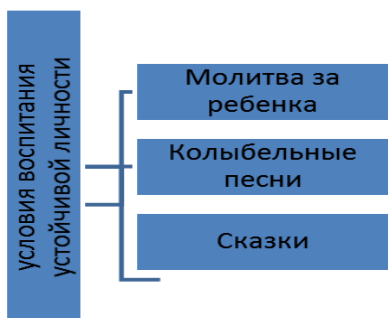 условия воспитания
устойчивой личности
Молитва за
ребенка
Колыбельные
песни
Сказки